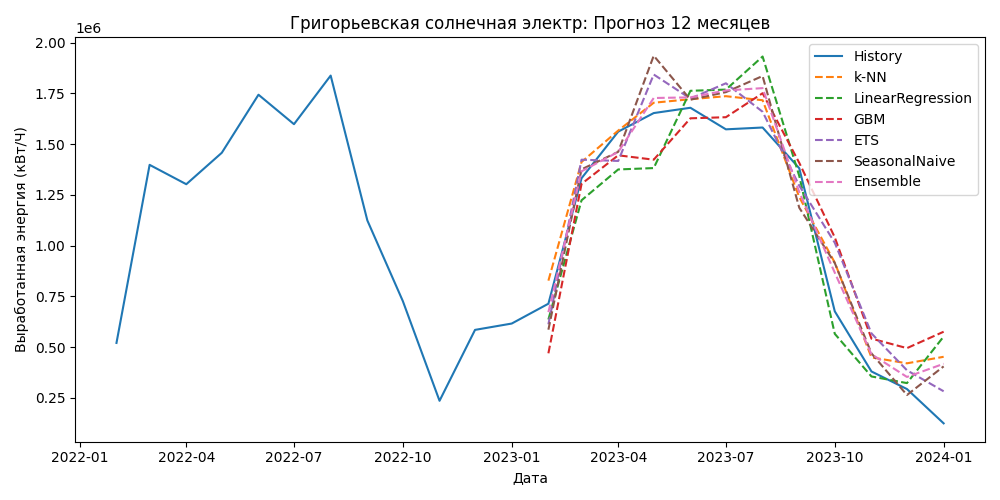 Григорьевская солнечная электр: Прогноз 12 месяцев
1e6
2.00
1.75
1.50
1.25
1.00
0.75
0.50
0.25
Выработанная энергия (кВт/Ч)
History
k-NN
LinearRegression
GBM
ETS
SeasonalNaive
Ensemble
2022-01
2022-04
2022-07
2022-10
2023-01
2023-04
2023-07
2023-10
2024-01
Дата